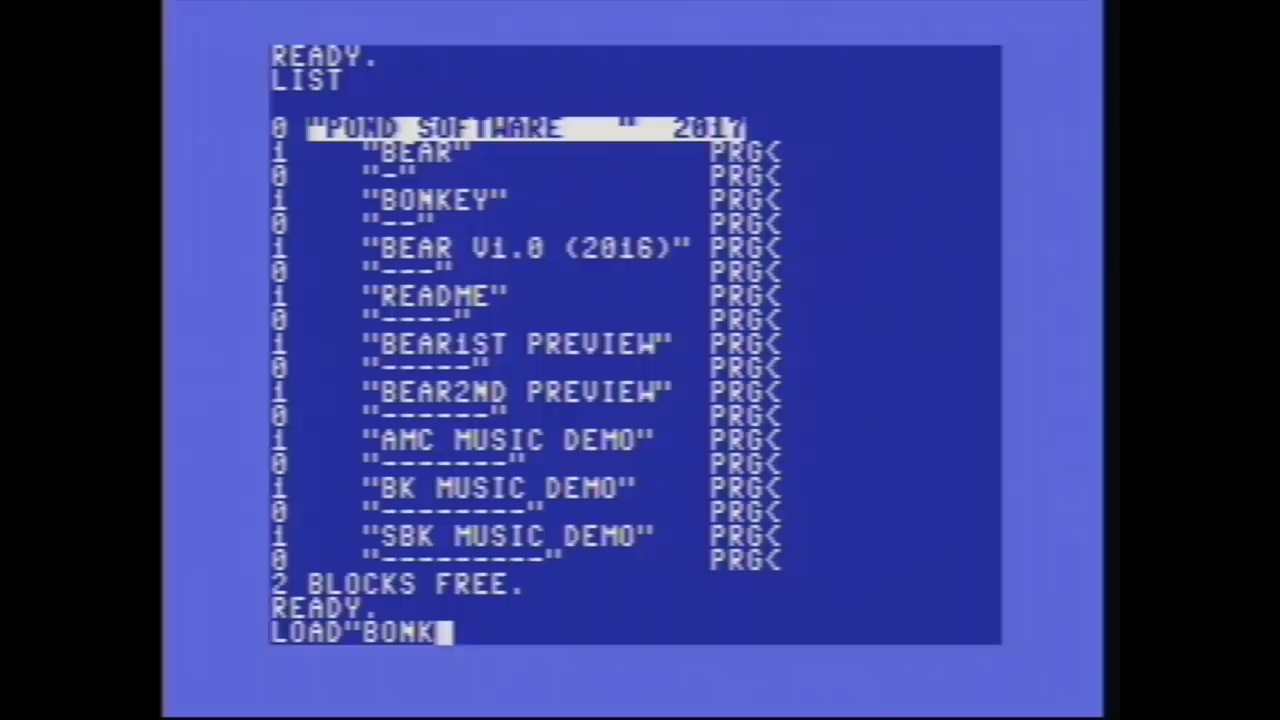 READY.
LIST
0 "POND SOFTWARE   "  2017
1    "BEAR"             PRG<
0    "-"                PRG<
1    "BONKEY"           PRG<
0    "--"               PRG<
1    "BEAR V1.0 (2016)" PRG<
0    "---"              PRG<
1    "README"           PRG<
0    "----"             PRG<
1    "BEAR1ST PREVIEW"  PRG<
0    "-----"            PRG<
1    "BEAR2ND PREVIEW"  PRG<
0    "------"           PRG<
1    "AMC MUSIC DEMO"   PRG<
0    "-------"          PRG<
1    "BK MUSIC DEMO"    PRG<
0    "--------"         PRG<
1    "SBK MUSIC DEMO"   PRG<
0    "---------"        PRG<
2 BLOCKS FREE.
READY.
LOAD"BONK